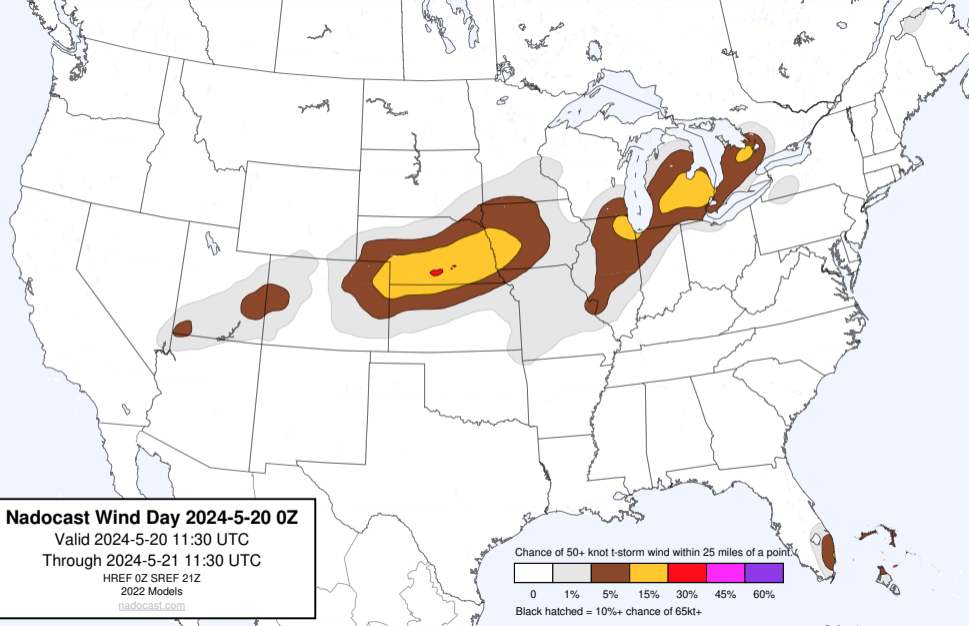 Nadocast Wind Day 2024-5-20 0Z
Valid 2024-5-20 11:30 UTC
Through 2024-5-21 11:30 UTC
HREF 0Z SREF 21Z
2022 Models
nadocast.com
Chance of 50+ knot t-storm wind within 25 miles of a point.
0 1% 5% 15% 30% 45% 60%
Black hatched = 10%+ chance of 65kt+